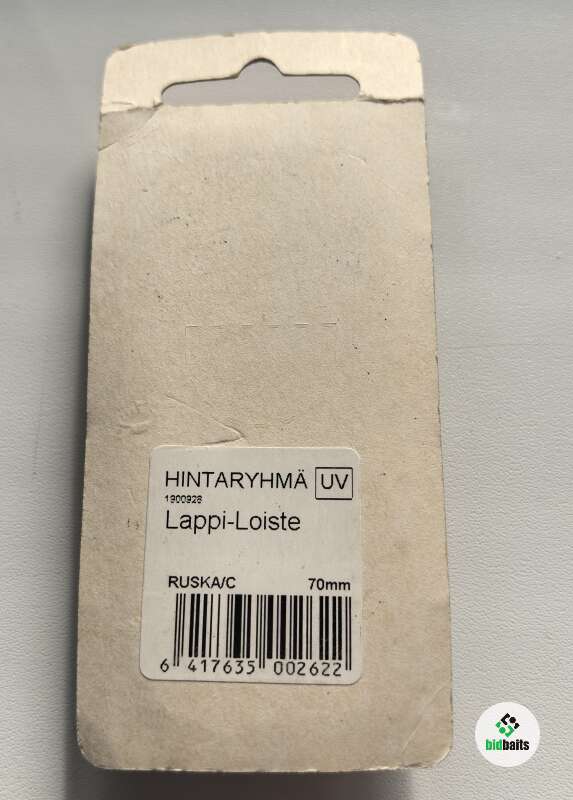 HINTARYHMÄ UV
1900928
Lappi-Loiste
RUSKA/C 70mm
6 417635 002622
bidbaits